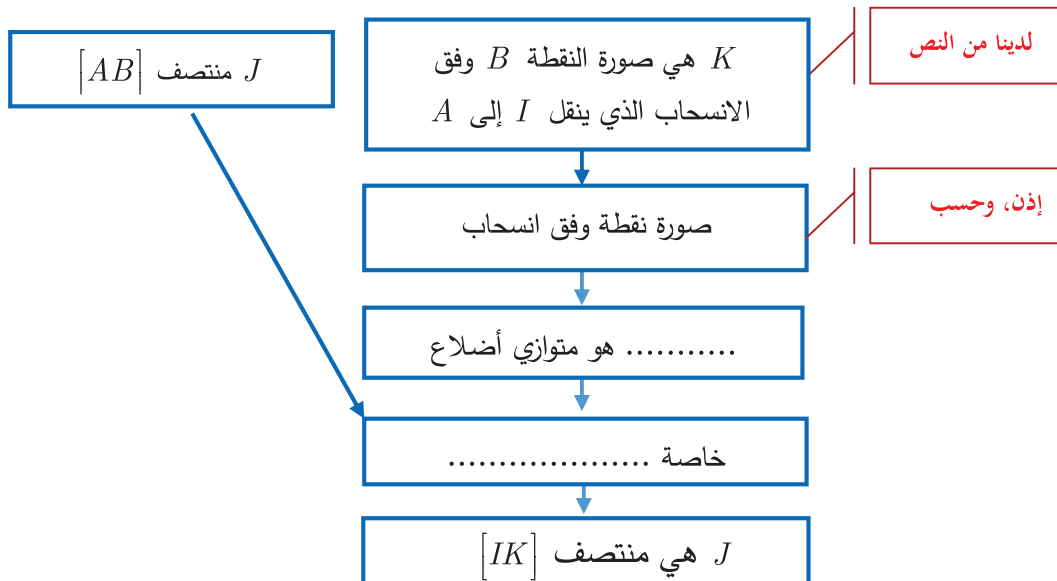 لدينا من النص
K هي صورة النقطة B وفق
الانسحاب الذي ينقل I إلى A
J منتصف [AB]
إذن، وحسب
صورة نقطة وفق انسحاب
........... هو متوازي أضلاع
خاصة ....................
J هي منتصف [IK]